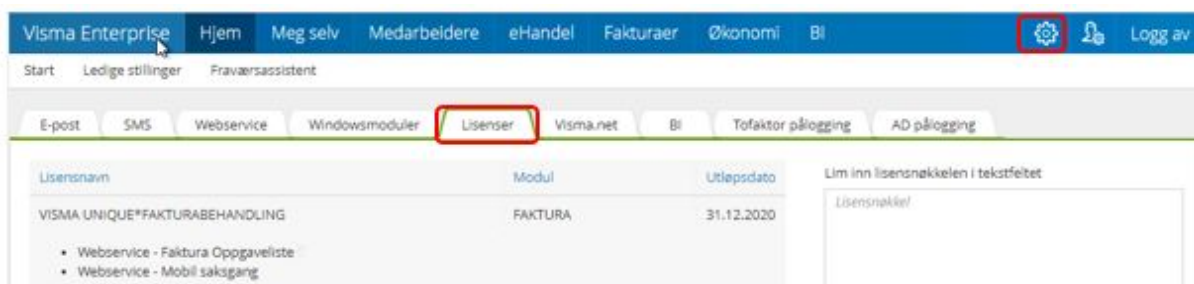 Visma Enterprise Hjem Meg selv Medarbeidere eHandel Fakturaer Økonomi BI Logg av
Start Ledige stillinger Fraværsassistent
E-post SMS Webservice Windowsmoduler Lisenser Visma.net BI Tofaktor pålogging AD pålogging
Lisensnavn Modul Utløpsdato Lim inn lisensnøkkelen i tekstfeltet
VISMA UNIQUE*FAKTURABEHANDLING FAKTURA 31.12.2020 Lisensnøkkel
• Webservice - Faktura Oppgaveliste
• Webservice - Mobil saksgang